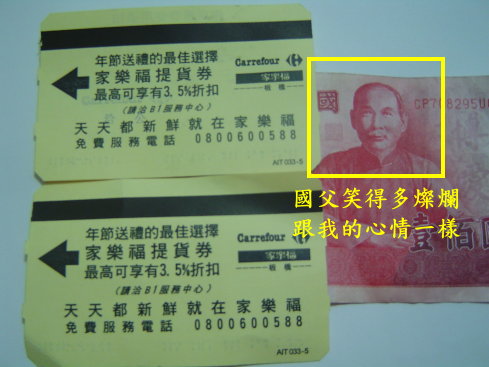 年節送禮的最佳選擇
家樂福提貨券
最高可享有3.5%折扣
(請洽B1服務中心)
天天都新鮮就在家樂福
免費服務電話 0800600588
Carrefour
家樂福
板橋
AIT033-5
國
CP708295U
國父笑得多燦爛
跟我的心情一樣
壹佰
年節送禮的最佳選擇
家樂福提貨券
最高可享有3.5%折扣
(請洽B1服務中心)
天天都新鮮就在家樂福
免費服務電話 0800600588
Carrefour
家樂福
板橋
AIT033-5